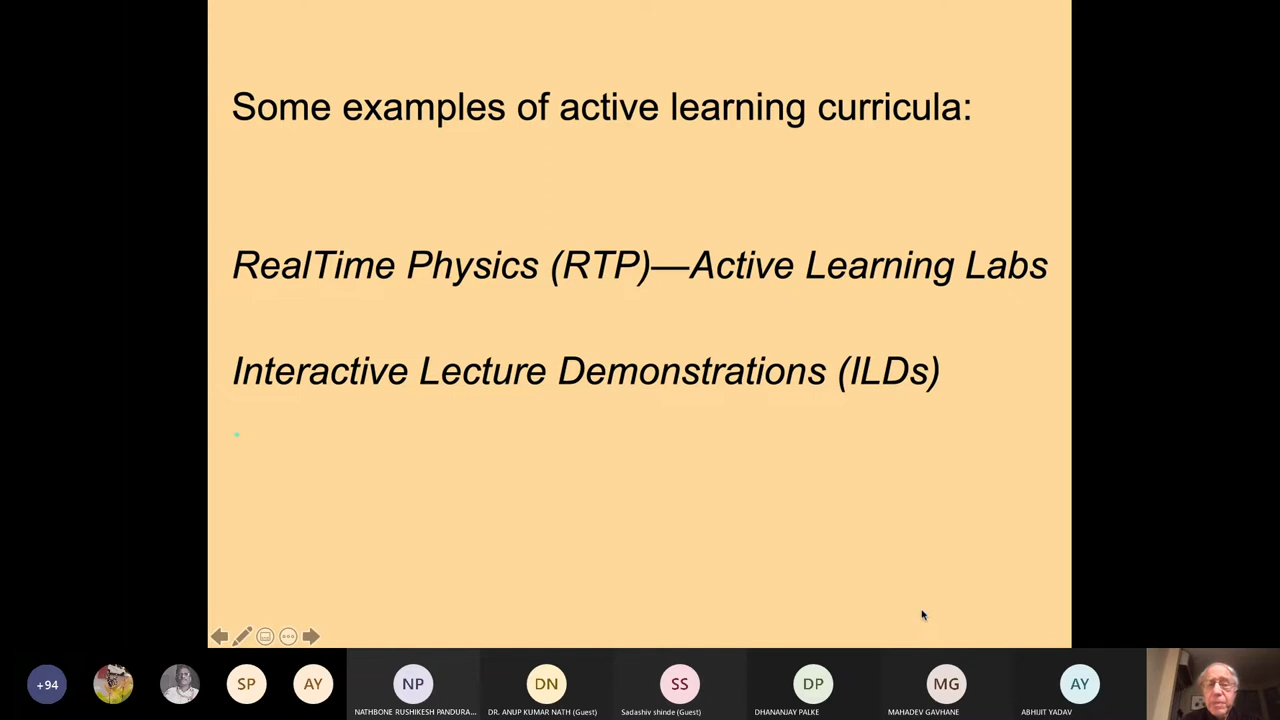 Some examples of active learning curricula:
RealTime Physics (RTP)—Active Learning Labs
Interactive Lecture Demonstrations (ILDs)
+94
SP
AY
NP
DN
SS
DP
MG
AY
NATHBONE RUSHIKESH PANDURA...
DR. ANUP KUMAR NATH (Guest)
Sadashiv shinde (Guest)
DHANANJAY PALKE
MAHADEV GAVHANE
ABHIJIT YADAV